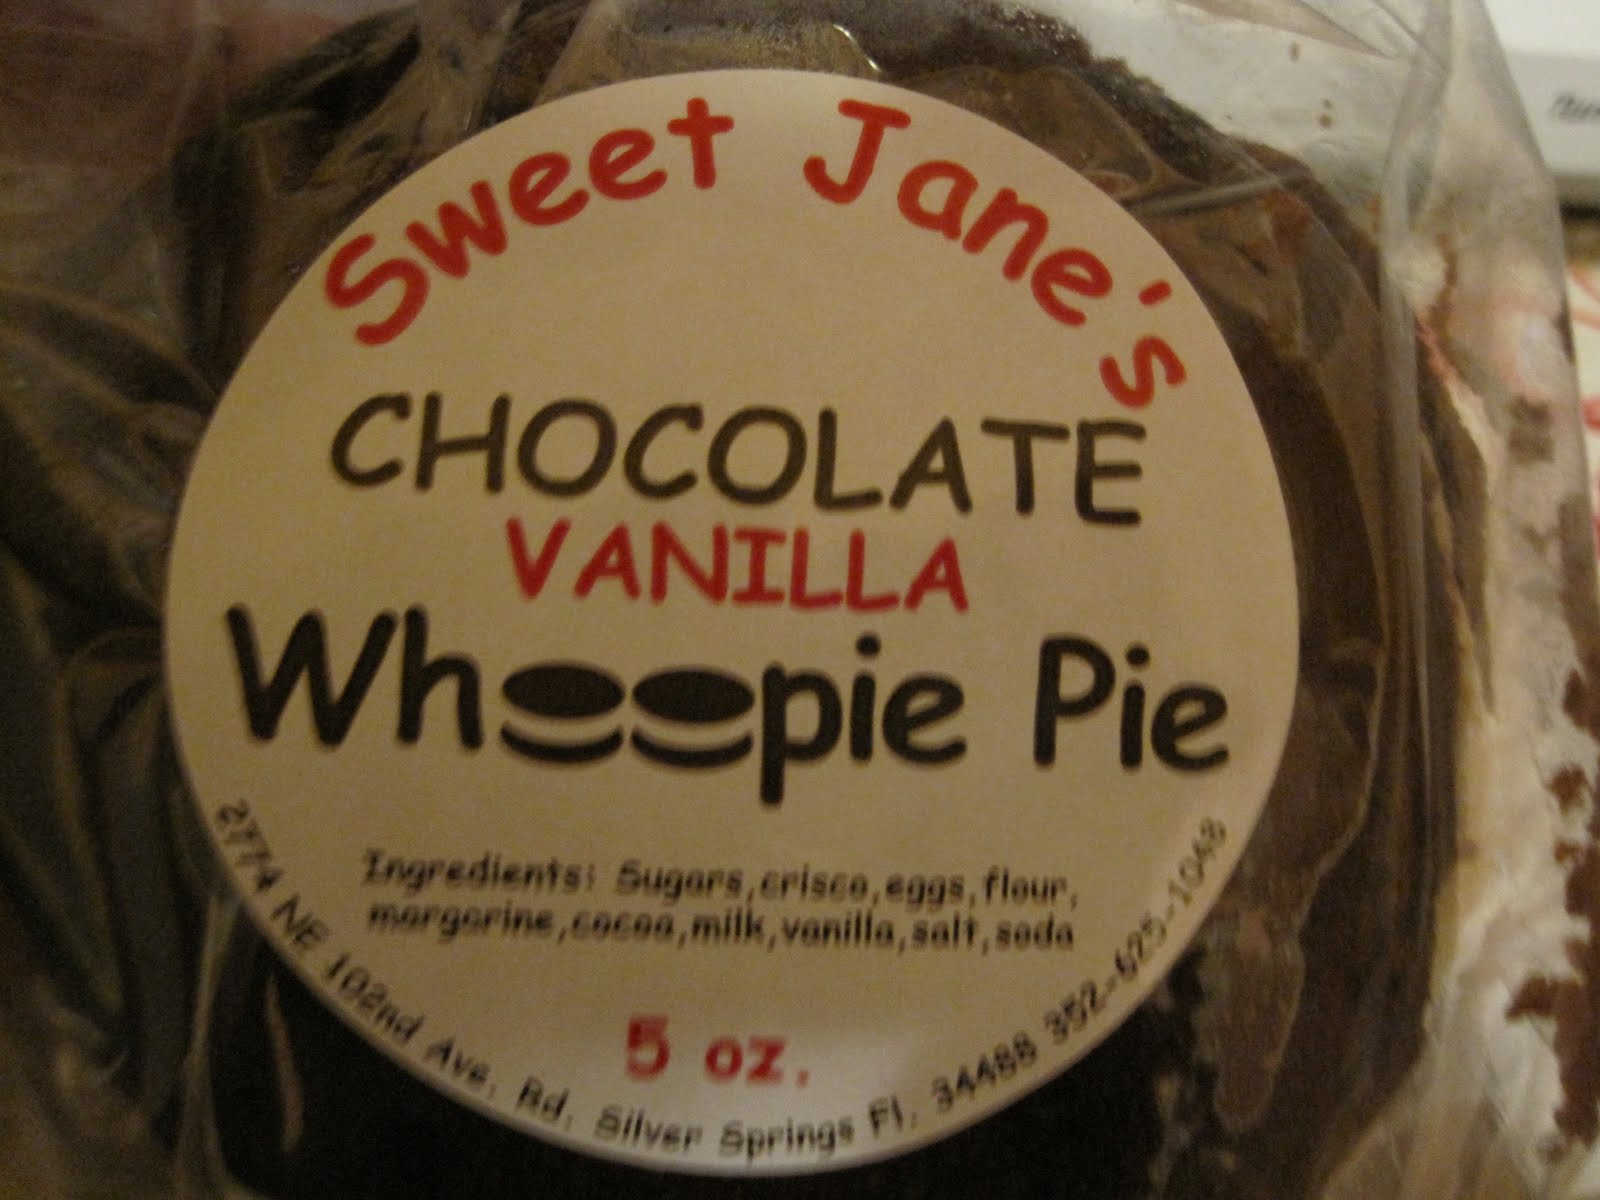 Sweet Jane's
CHOCOLATE
VANILLA
Whoopie Pie
Ingredients: Sugars,crisco,eggs,flour,
margarine,cocoa,milk,vanilla,salt,soda
5 oz.
27774 NE 102nd Ave. Rd. Silver Springs Fl. 34488 352-625-1048